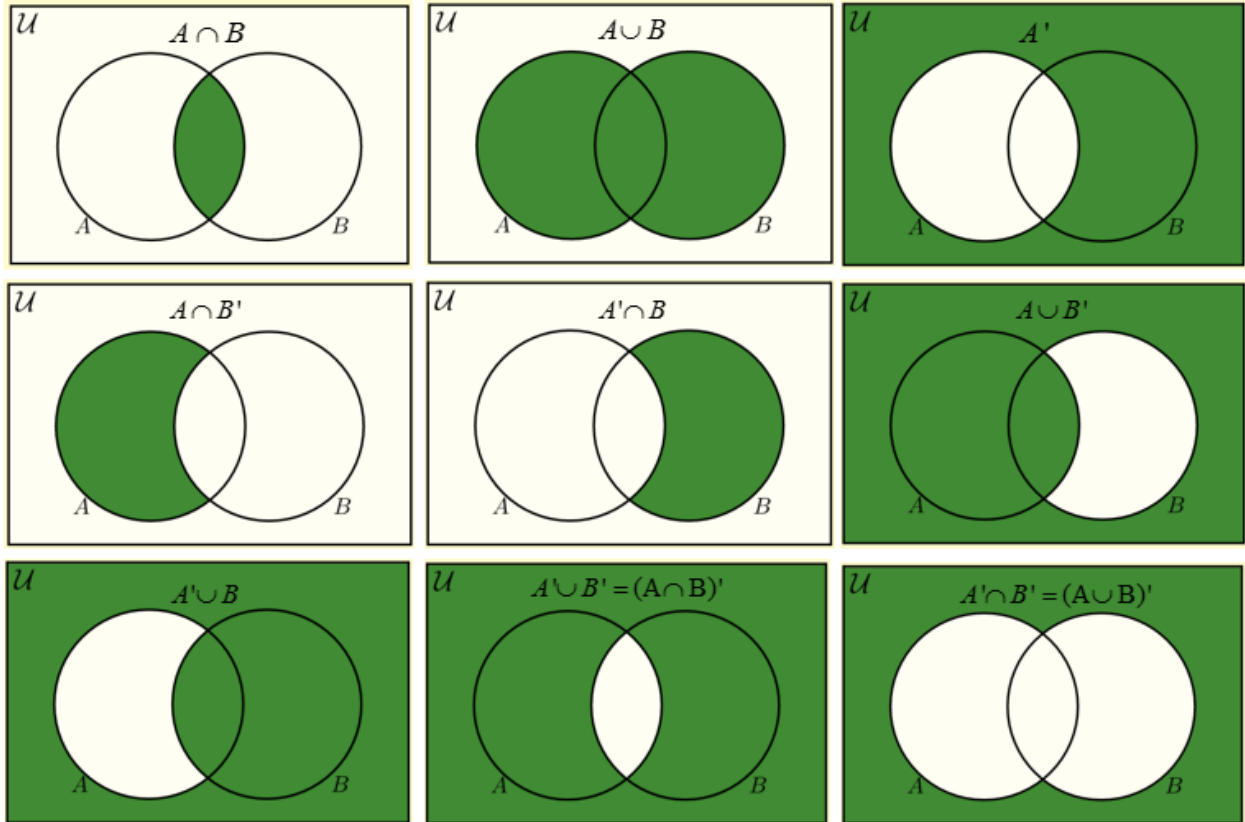 𝒰
A ∩ B
A
B
𝒰
A ∪ B
A
B
𝒰
A'
A
B
𝒰
A ∩ B'
A
B
𝒰
A' ∩ B
A
B
𝒰
A ∪ B'
A
B
𝒰
A' ∪ B
A
B
𝒰
A' ∪ B' = (A ∩ B)'
A
B
𝒰
A' ∩ B' = (A ∪ B)'
A
B